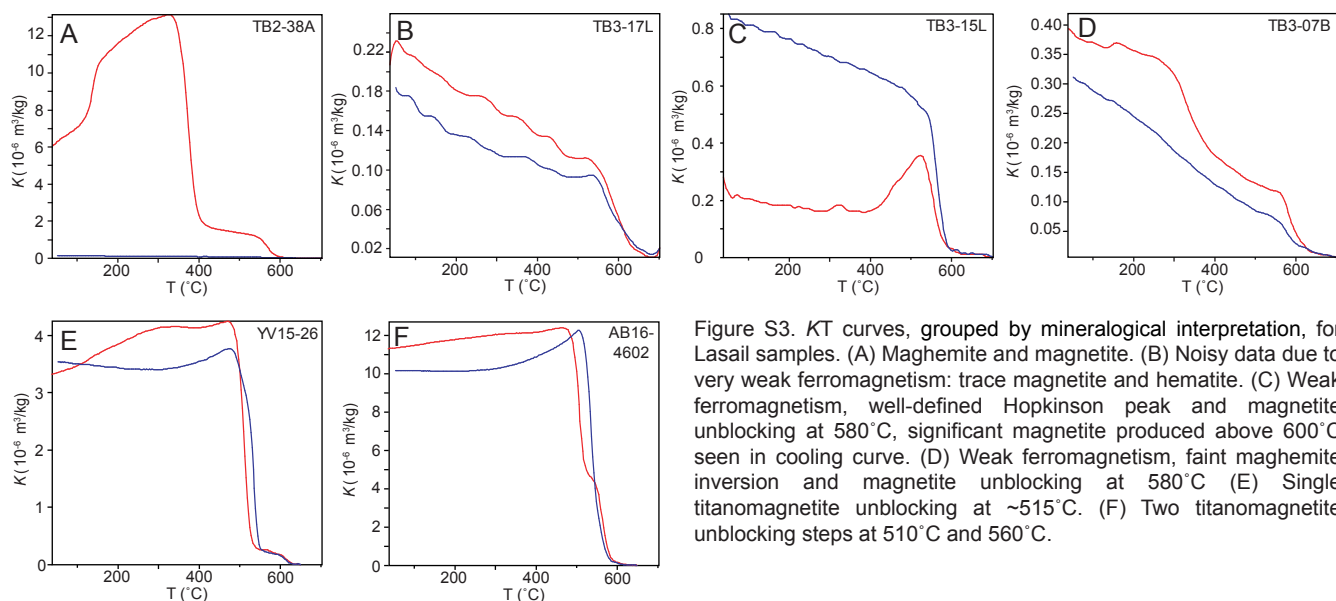 A
TB2-38A
12
10
8
6
4
2
0
K (10⁻⁶ m³/kg)
200 400 600
T (˚C)
B
TB3-17L
0.22
0.18
0.14
0.10
0.06
0.02
K (10⁻⁶ m³/kg)
200 400 600
T (˚C)
C
TB3-15L
0.8
0.6
0.4
0.2
0
K (10⁻⁶ m³/kg)
200 400 600
T (˚C)
D
TB3-07B
0.40
0.35
0.30
0.25
0.20
0.15
0.10
0.05
K (10⁻⁶ m³/kg)
200 400 600
T (˚C)
E
YV15-26
4
3
2
1
0
K (10⁻⁶ m³/kg)
200 400 600
T (˚C)
F
AB16-
4602
12
10
8
6
4
2
0
K (10⁻⁶ m³/kg)
200 400 600
T (˚C)
Figure S3. KT curves, grouped by mineralogical interpretation, for
Lasail samples. (A) Maghemite and magnetite. (B) Noisy data due to
very weak ferromagnetism: trace magnetite and hematite. (C) Weak
ferromagnetism, well-defined Hopkinson peak and magnetite
unblocking at 580˚C, significant magnetite produced above 600˚C
seen in cooling curve. (D) Weak ferromagnetism, faint maghemite
inversion and magnetite unblocking at 580˚C (E) Single
titanomagnetite unblocking at ~515˚C. (F) Two titanomagnetite
unblocking steps at 510˚C and 560˚C.